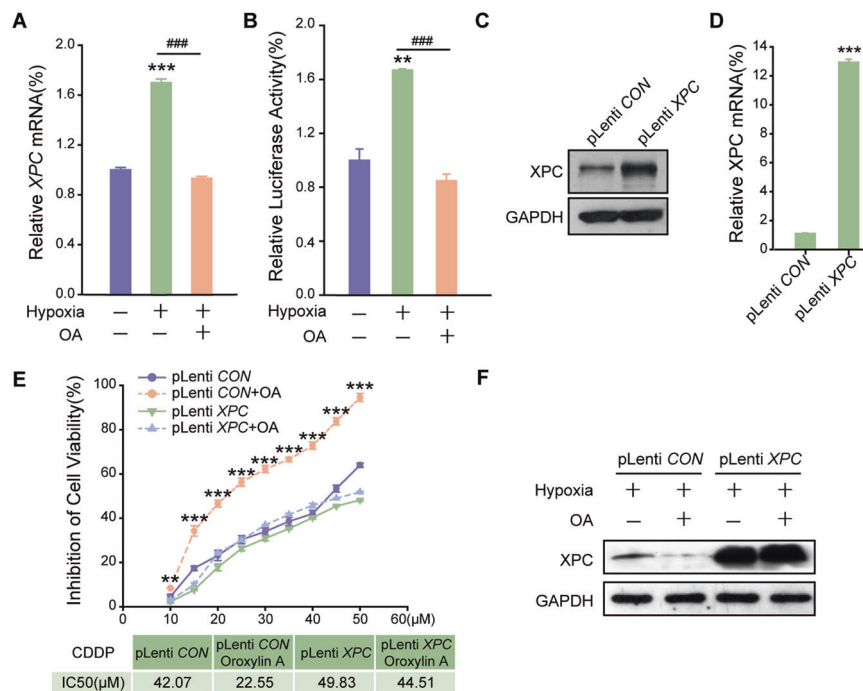 A
Relative XPC mRNA(%)
2.0
1.6
1.2
0.8
0.4
0.0
***
###
Hypoxia − + +
OA − − +
B
Relative Luciferase Activity(%)
2.0
1.6
1.2
0.8
0.4
0.0
**
###
Hypoxia − + +
OA − − +
C
pLenti CON
pLenti XPC
XPC
GAPDH
D
Relative XPC mRNA(%)
14
12
10
8
6
4
2
0
***
pLenti CON
pLenti XPC
E
pLenti CON
pLenti CON+OA
pLenti XPC
pLenti XPC+OA
Inhibition of Cell Viability(%)
100
80
60
40
20
0
** *** *** *** *** *** *** *** ***
0 10 20 30 40 50 60(μM)
CDDP pLenti CON pLenti CON Oroxylin A pLenti XPC pLenti XPC Oroxylin A
IC50(μM) 42.07 22.55 49.83 44.51
F
pLenti CON pLenti XPC
Hypoxia + + + +
OA − + − +
XPC
GAPDH